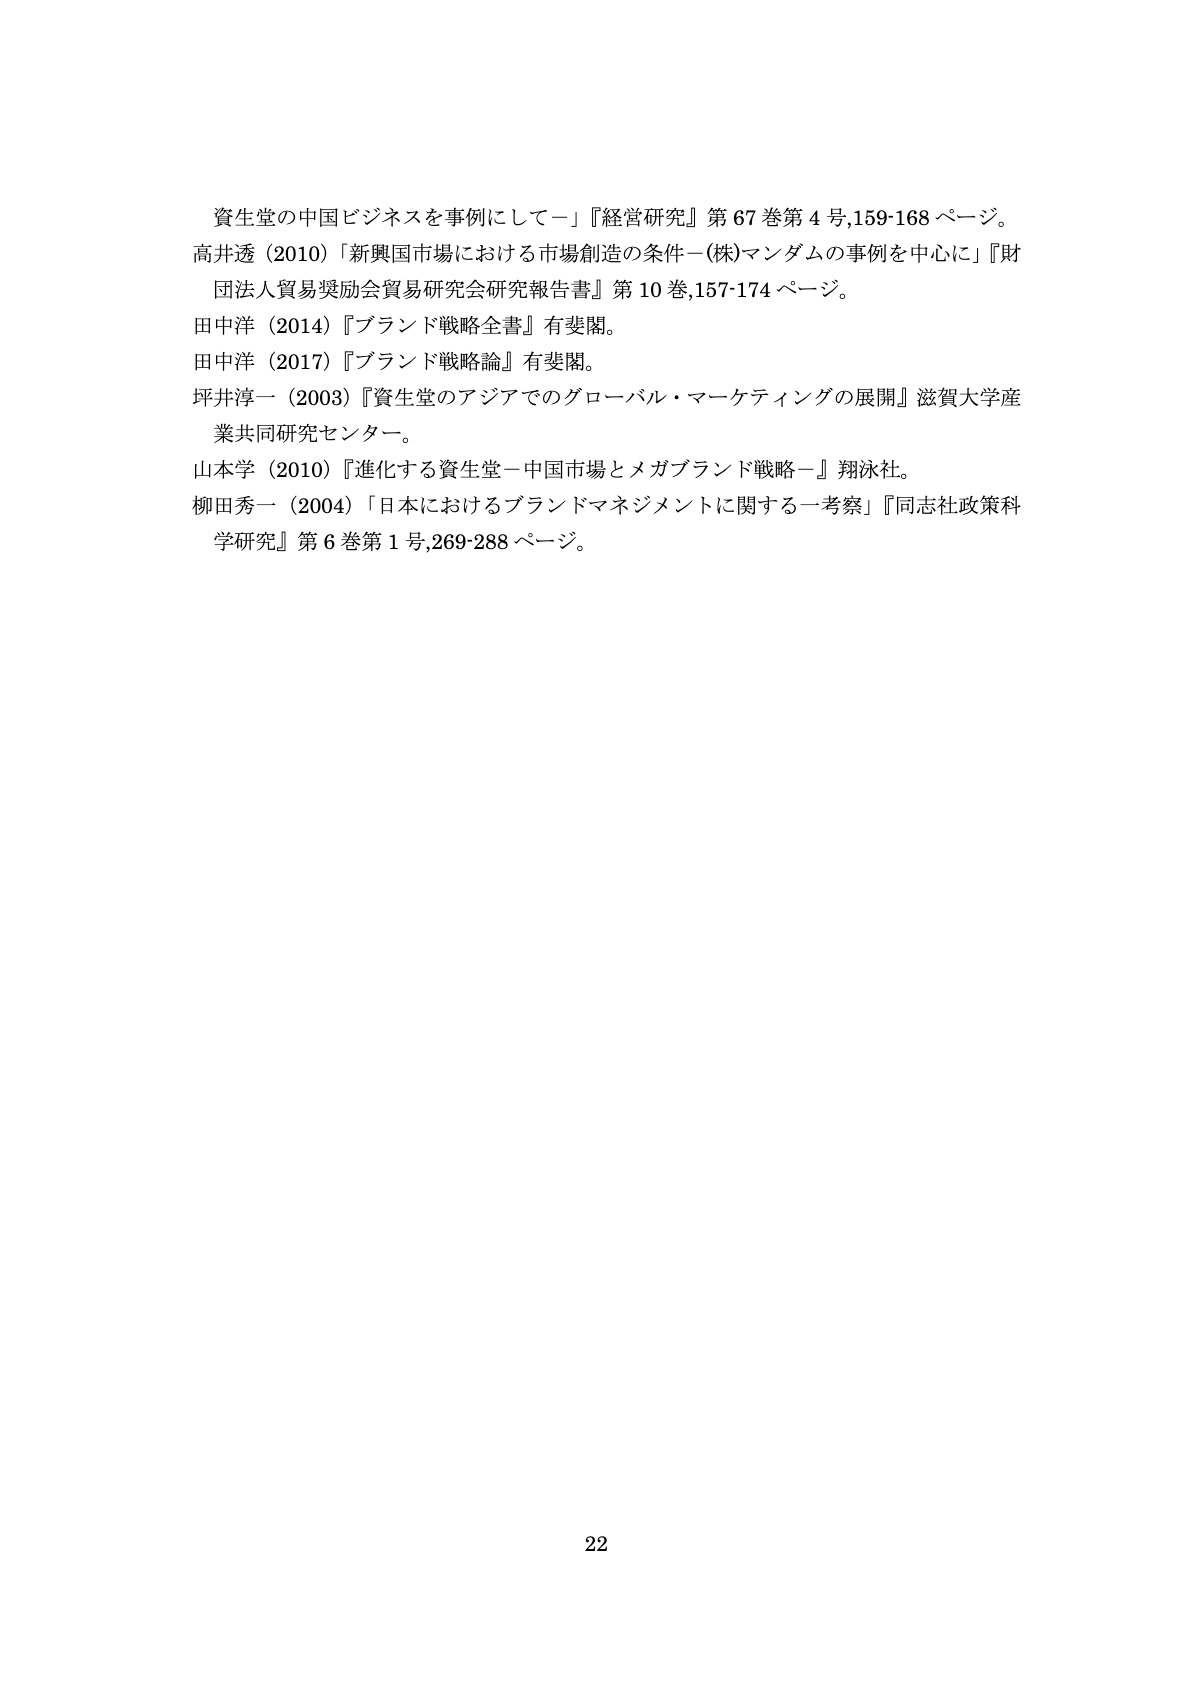 資生堂の中国ビジネスを事例にして－」『経営研究』第 67 巻第 4 号,159-168 ページ。
高井透（2010）「新興国市場における市場創造の条件－(株)マンダムの事例を中心に」『財
団法人貿易奨励会貿易研究会研究報告書』第 10 巻,157-174 ページ。
田中洋（2014）『ブランド戦略全書』有斐閣。
田中洋（2017）『ブランド戦略論』有斐閣。
坪井淳一（2003）『資生堂のアジアでのグローバル・マーケティングの展開』滋賀大学産
業共同研究センター。
山本学（2010）『進化する資生堂－中国市場とメガブランド戦略－』翔泳社。
柳田秀一（2004）「日本におけるブランドマネジメントに関する一考察」『同志社政策科
学研究』第 6 巻第 1 号,269-288 ページ。
22